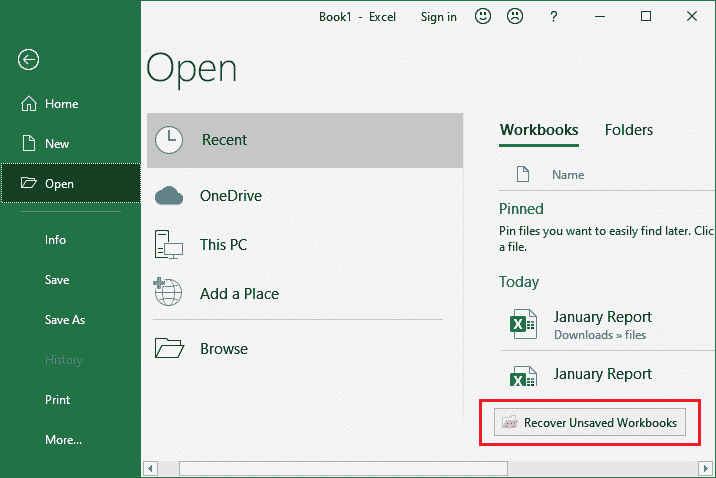 Book1 - Excel
Sign in
?
Open
Home
New
Open
Info
Save
Save As
History
Print
More...
Recent
OneDrive
This PC
Add a Place
Browse
Workbooks
Folders
Name
Pinned
Pin files you want to easily find later. Clic
a file.
Today
January Report
Downloads » files
January Report
Recover Unsaved Workbooks